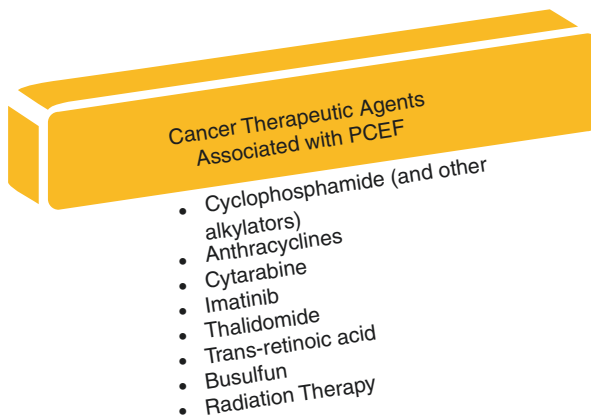 Cancer Therapeutic Agents
Associated with PCEF
• Cyclophosphamide (and other
alkylators)
• Anthracyclines
• Cytarabine
• Imatinib
• Thalidomide
• Trans-retinoic acid
• Busulfun
• Radiation Therapy